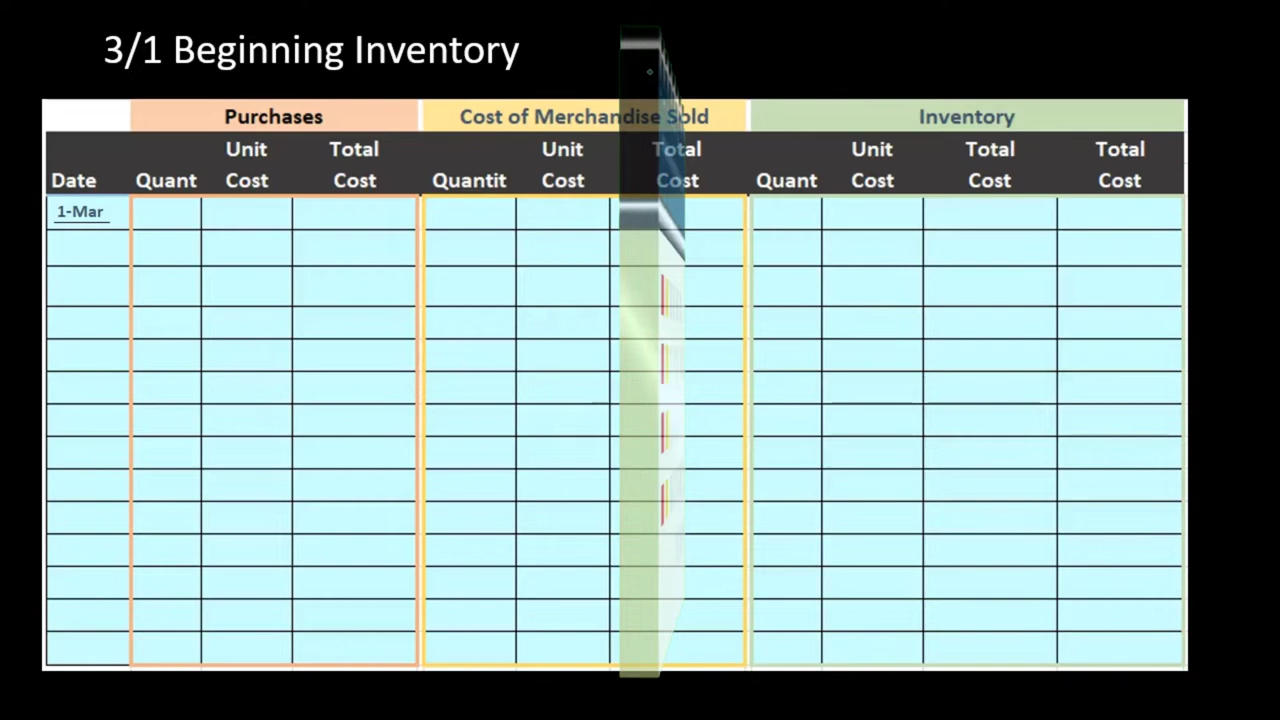 3/1 Beginning Inventory
Purchases Cost of Merchandise Sold Inventory
Unit Total Unit Total Unit Total Total
Date Quant Cost Cost Quantit Cost Cost Quant Cost Cost Cost
1-Mar